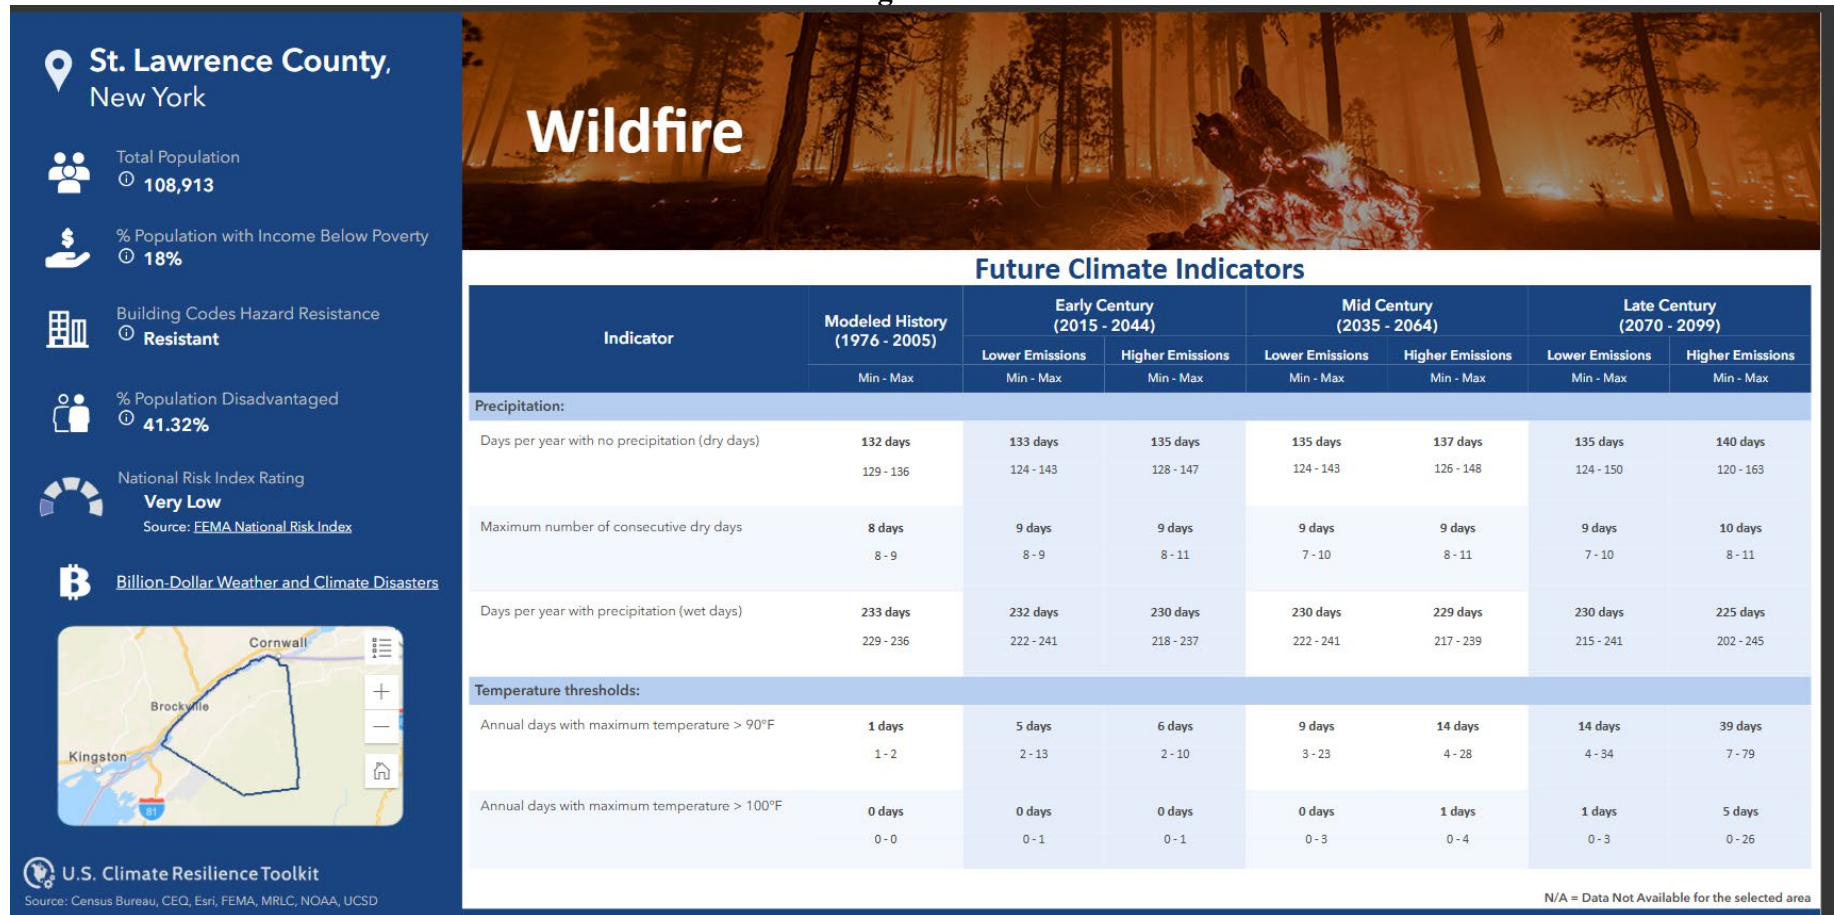 St. Lawrence County,
New York
Total Population
108,913
% Population with Income Below Poverty
18%
Building Codes Hazard Resistance
Resistant
% Population Disadvantaged
41.32%
National Risk Index Rating
Very Low
Source: FEMA National Risk Index
Billion-Dollar Weather and Climate Disasters
Cornwall
Brockville
Kingston
81
U.S. Climate Resilience Toolkit
Source: Census Bureau, CEQ, Esri, FEMA, MRLC, NOAA, UCSD
Wildfire
Future Climate Indicators
Indicator Modeled History (1976 - 2005) Early Century (2015 - 2044) Mid Century (2035 - 2064) Late Century (2070 - 2099)
Lower Emissions Higher Emissions Lower Emissions Higher Emissions Lower Emissions Higher Emissions
Min - Max Min - Max Min - Max Min - Max Min - Max Min - Max Min - Max
Precipitation:
Days per year with no precipitation (dry days) 132 days 133 days 135 days 135 days 137 days 135 days 140 days
129 - 136 124 - 143 128 - 147 124 - 143 126 - 148 124 - 150 120 - 163
Maximum number of consecutive dry days 8 days 9 days 9 days 9 days 9 days 9 days 10 days
8 - 9 8 - 9 8 - 11 7 - 10 8 - 11 7 - 10 8 - 11
Days per year with precipitation (wet days) 233 days 232 days 230 days 230 days 229 days 230 days 225 days
229 - 236 222 - 241 218 - 237 222 - 241 217 - 239 215 - 241 202 - 245
Temperature thresholds:
Annual days with maximum temperature > 90°F 1 days 5 days 6 days 9 days 14 days 14 days 39 days
1 - 2 2 - 13 2 - 10 3 - 23 4 - 28 4 - 34 7 - 79
Annual days with maximum temperature > 100°F 0 days 0 days 0 days 0 days 1 days 1 days 5 days
0 - 0 0 - 1 0 - 1 0 - 3 0 - 4 0 - 3 0 - 26
N/A = Data Not Available for the selected area